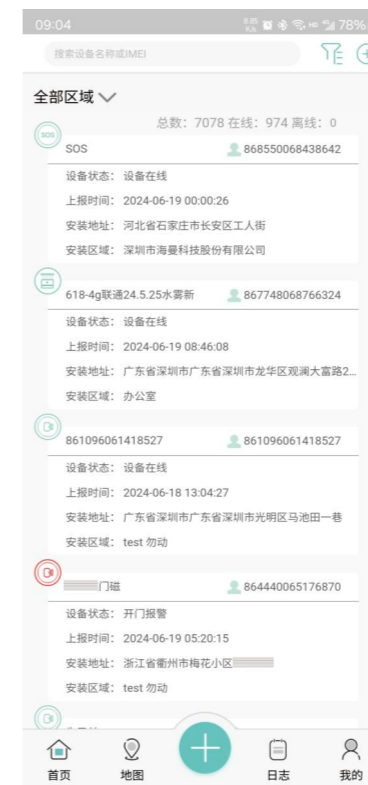 09:04
78%
搜索设备名称或IMEI
全部区域
总数：7078 在线：974 离线：0
SOS
SOS 868550068438642
设备状态： 设备在线
上报时间： 2024-06-19 00:00:26
安装地址： 河北省石家庄市长安区工人街
安装区域： 深圳市海曼科技股份有限公司
618-4g联通24.5.25水雾新 867748068766324
设备状态： 设备在线
上报时间： 2024-06-19 08:46:08
安装地址： 广东省深圳市广东省深圳市龙华区观澜大富路2...
安装区域： 办公室
861096061418527 861096061418527
设备状态： 设备在线
上报时间： 2024-06-18 13:04:27
安装地址： 广东省深圳市广东省深圳市光明区马池田一巷
安装区域： test 勿动
门磁 864440065176870
设备状态： 开门报警
上报时间： 2024-06-19 05:20:15
安装地址： 浙江省衢州市梅花小区
安装区域： test 勿动
首页 地图 日志 我的